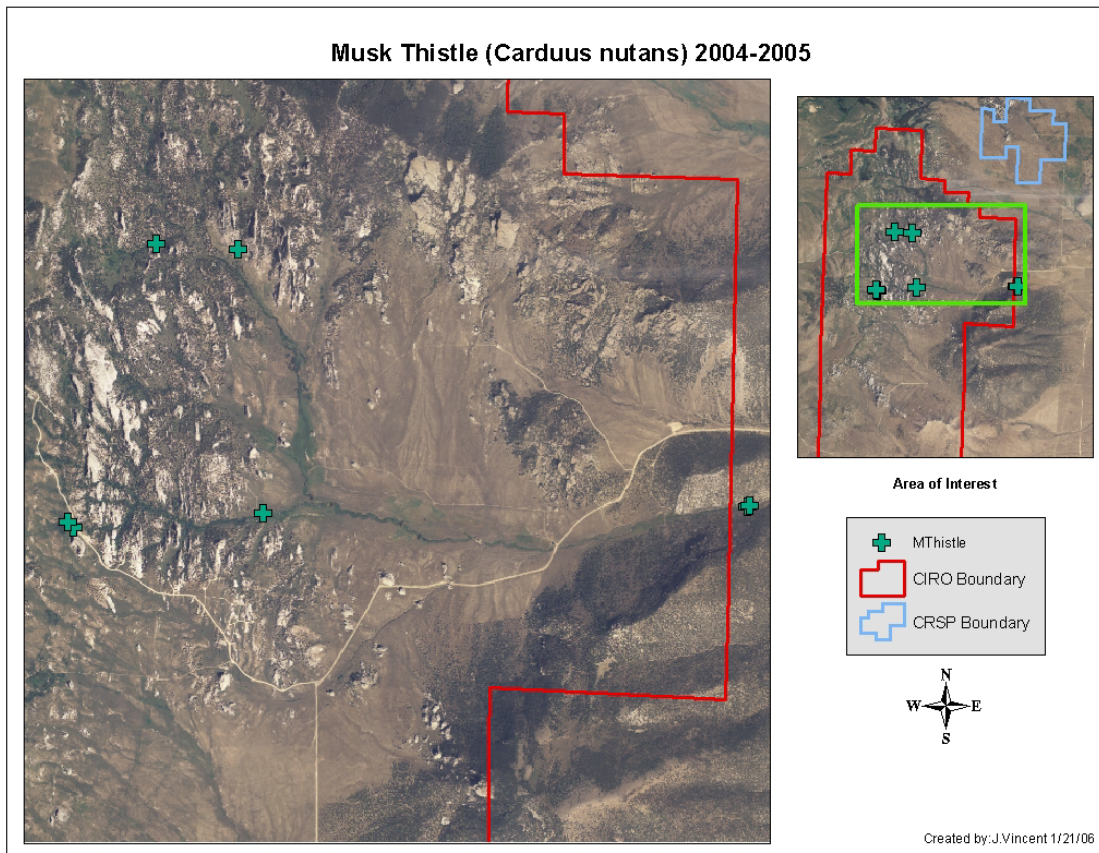 Musk Thistle (Carduus nutans) 2004-2005
Area of Interest
MThistle
CIRO Boundary
CRSP Boundary
N
W E
S
Created by:J.Vincent 1/21/06